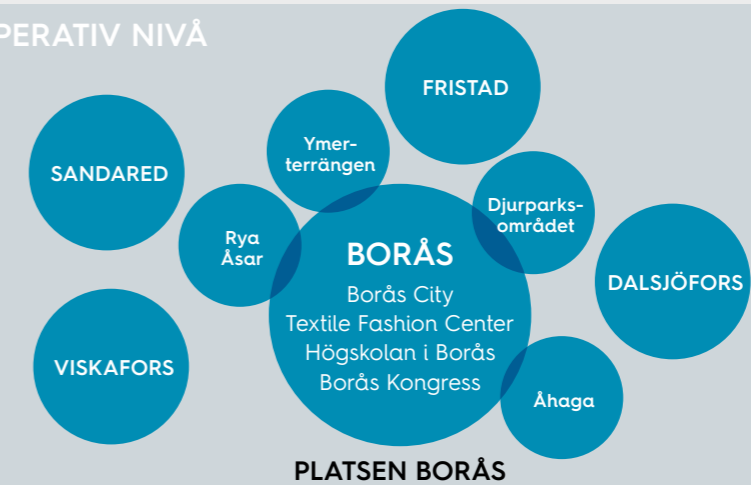 PERATIV NIVÅ
FRISTAD
Ymer-
terrängen
SANDARED
Djurparks-
området
Rya
Åsar
BORÅS
Borås City
Textile Fashion Center
Högskolan i Borås
Borås Kongress
DALSJÖFORS
VISKAFORS
Åhaga
PLATSEN BORÅS